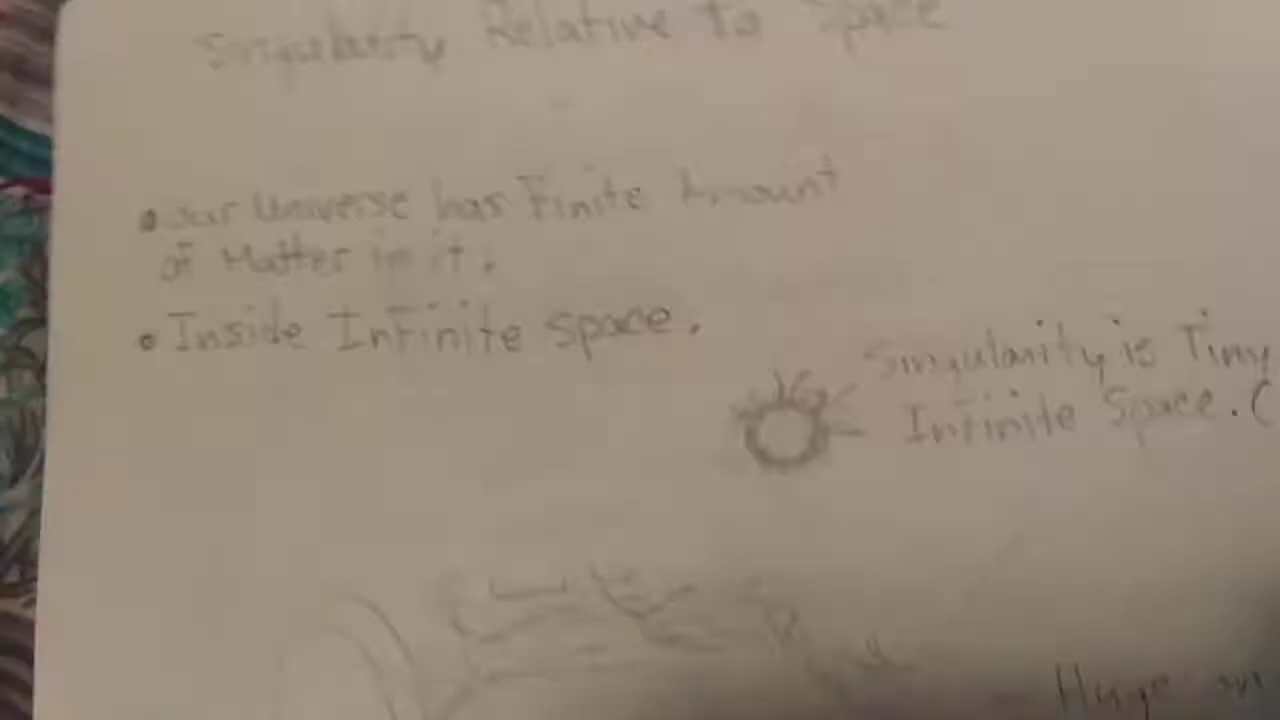 Singularity Relative to Space
• Our Universe has Finite Amount
of Matter in it.
• Inside Infinite Space.
Singularity is Tiny
Infinite Space. (
Huge